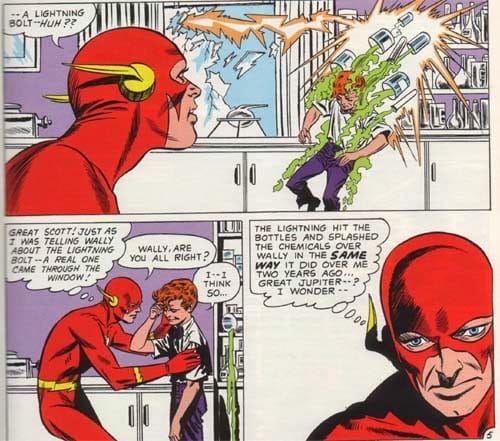 --A LIGHTNING
BOLT--HUH??
GREAT SCOTT! JUST AS
I WAS TELLING WALLY
ABOUT THE LIGHTNING
BOLT--A REAL ONE
CAME THROUGH THE
WINDOW!
WALLY, ARE
YOU ALL RIGHT?
I--I
THINK
SO...
THE LIGHTNING HIT THE
BOTTLES AND SPLASHED
THE CHEMICALS OVER
WALLY IN THE SAME
WAY IT DID OVER ME
TWO YEARS AGO...
GREAT JUPITER--?
I WONDER--
5